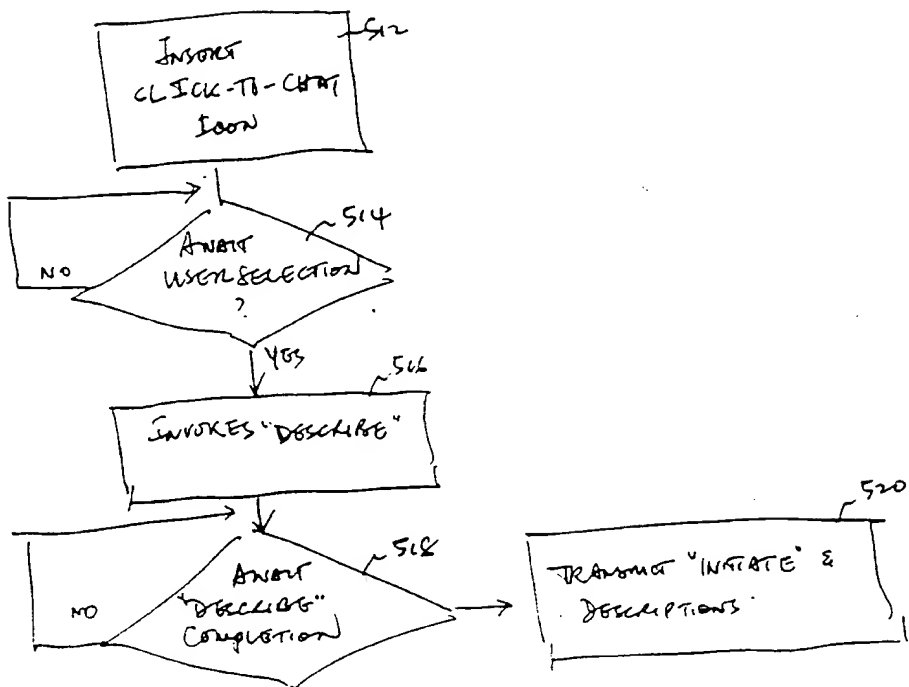 512
INSERT
CLICK-TO-CHAT
ICON
514
AWAIT
USER SELECTION
?
NO
YES
516
INVOKES "DESCRIBE"
518
AWAIT
"DESCRIBE"
COMPLETION
NO
520
TRANSMIT "INITIATE" &
DESCRIPTIONS